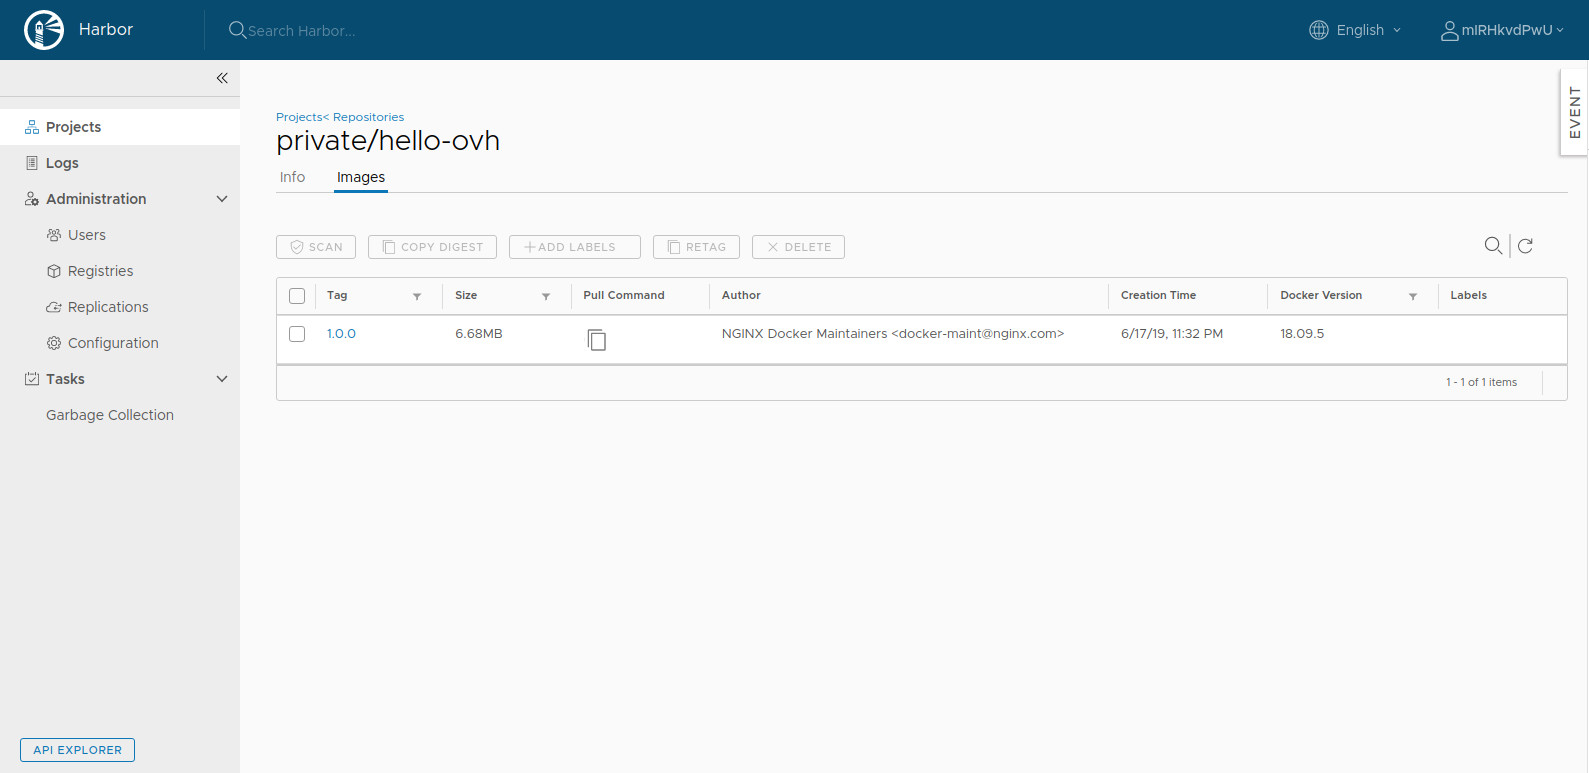 Harbor
Search Harbor...
English
mIRHkvdPwU
EVENT
Projects
Logs
Administration
Users
Registries
Replications
Configuration
Tasks
Garbage Collection
API EXPLORER
Projects< Repositories
private/hello-ovh
Info Images
SCAN COPY DIGEST +ADD LABELS RETAG DELETE
Tag Size Pull Command Author Creation Time Docker Version Labels
1.0.0 6.68MB NGINX Docker Maintainers <docker-maint@nginx.com> 6/17/19, 11:32 PM 18.09.5
1 - 1 of 1 items